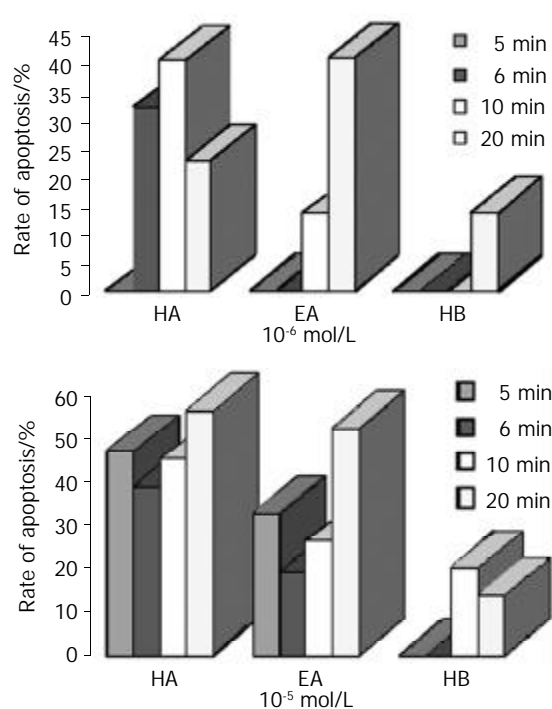 Rate of apoptosis/%
45
40
35
30
25
20
15
10
5
0
5 min
6 min
10 min
20 min
HA EA HB
10⁻⁶ mol/L
Rate of apoptosis/%
60
50
40
30
20
10
0
5 min
6 min
10 min
20 min
HA EA HB
10⁻⁵ mol/L